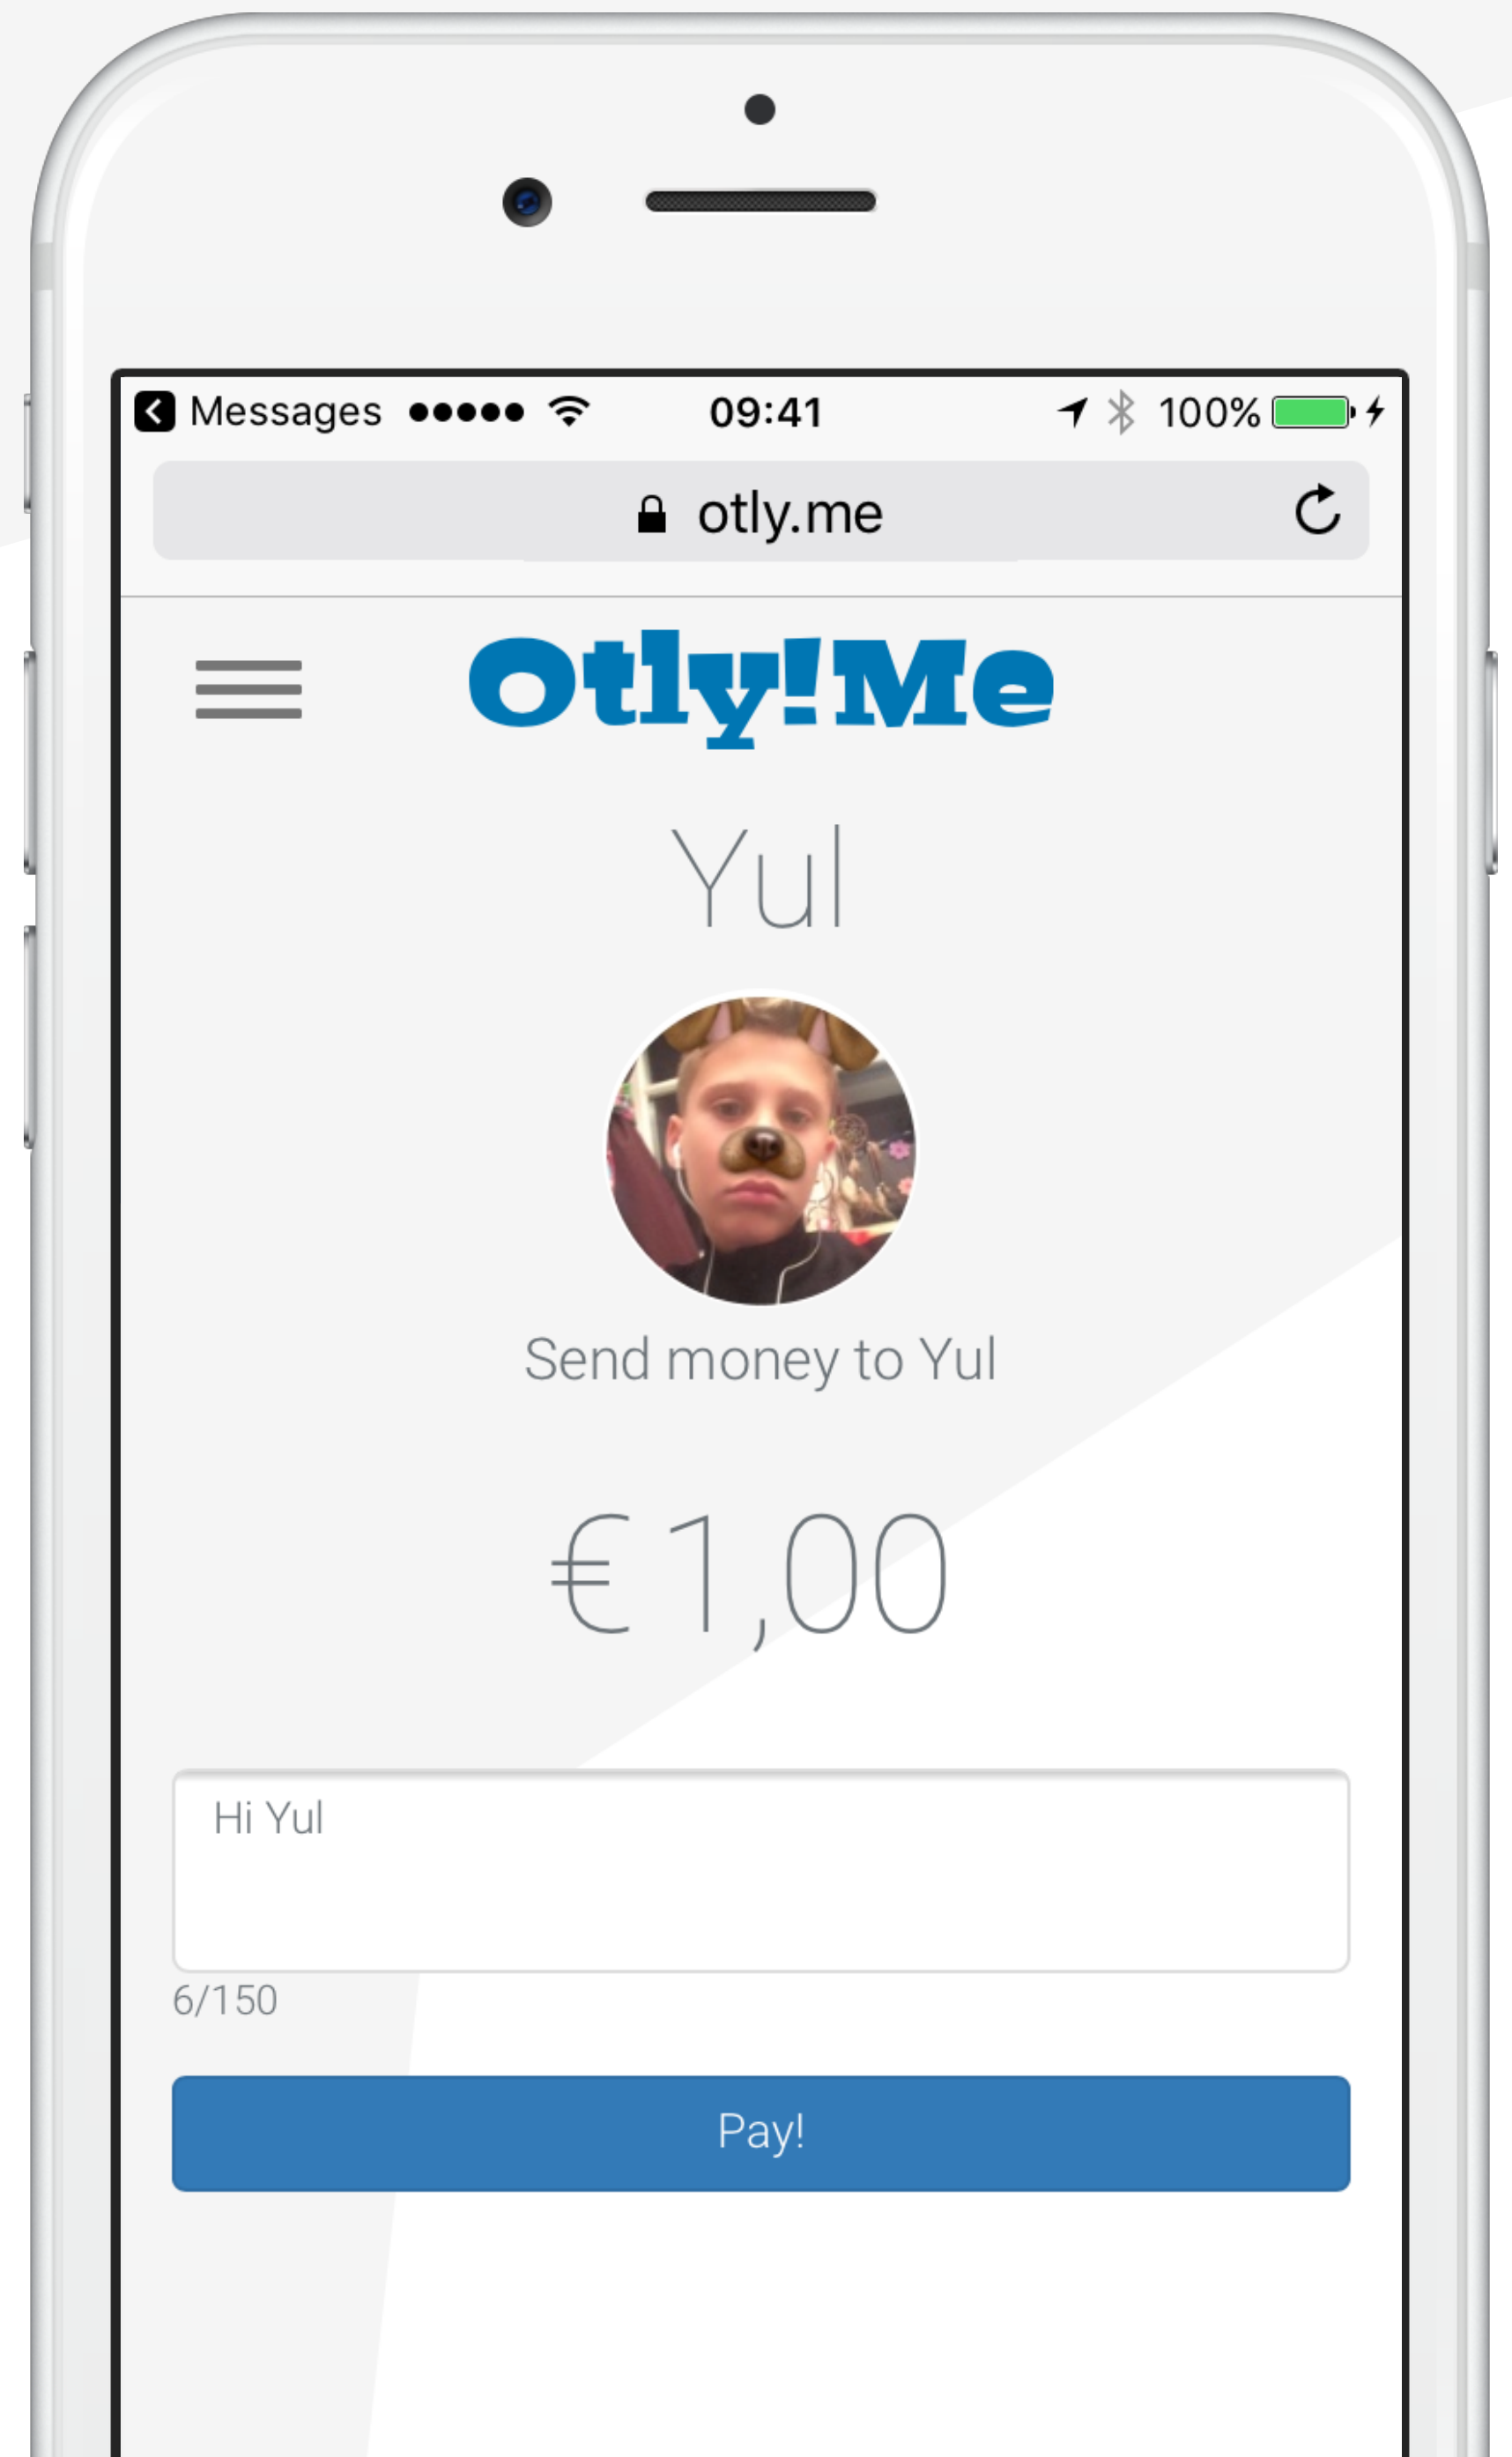 Messages 09:41 100%
otly.me
Otly!Me
Yul
Send money to Yul
€ 1,00
Hi Yul
6/150
Pay!